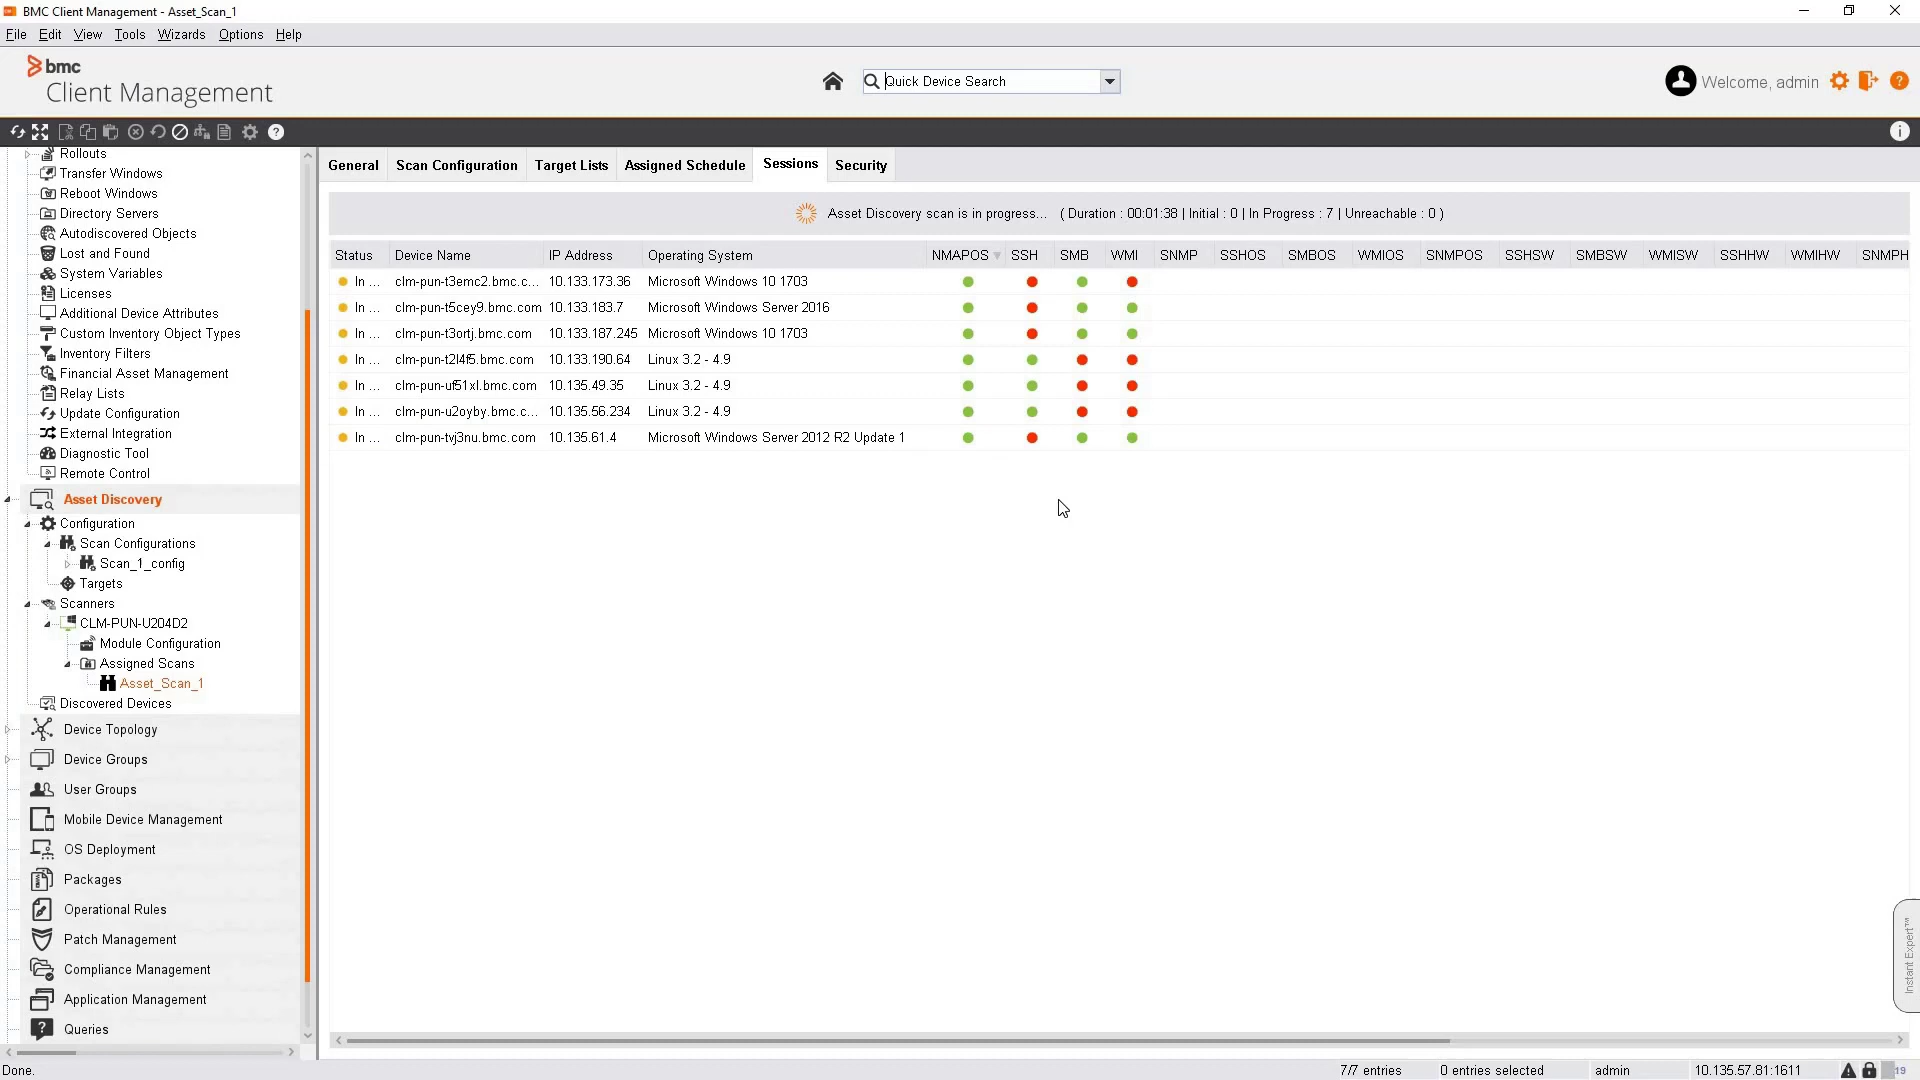 BMC Client Management - Asset_Scan_1
File Edit View Tools Wizards Options Help
bmc
Client Management
Quick Device Search
Welcome, admin
Rollouts
Transfer Windows
Reboot Windows
Directory Servers
Autodiscovered Objects
Lost and Found
System Variables
Licenses
Additional Device Attributes
Custom Inventory Object Types
Inventory Filters
Financial Asset Management
Relay Lists
Update Configuration
External Integration
Diagnostic Tool
Remote Control
Asset Discovery
Configuration
Scan Configurations
Scan_1_config
Targets
Scanners
CLM-PUN-U204D2
Module Configuration
Assigned Scans
Asset_Scan_1
Discovered Devices
Device Topology
Device Groups
User Groups
Mobile Device Management
OS Deployment
Packages
Operational Rules
Patch Management
Compliance Management
Application Management
Queries
General Scan Configuration Target Lists Assigned Schedule Sessions Security
Asset Discovery scan is in progress... ( Duration : 00:01:38 | Initial : 0 | In Progress : 7 | Unreachable : 0 )
Status Device Name IP Address Operating System NMAPOS SSH SMB WMI SNMP SSHOS SMBOS WMIOS SNMPOS SSHSW SMBSW WMISW SSHHW WMIHW SNMPH
In ... clm-pun-t3emc2.bmc.c... 10.133.173.36 Microsoft Windows 10 1703
In ... clm-pun-t5cey9.bmc.com 10.133.183.7 Microsoft Windows Server 2016
In ... clm-pun-t3ortj.bmc.com 10.133.187.245 Microsoft Windows 10 1703
In ... clm-pun-t2l4f5.bmc.com 10.133.190.64 Linux 3.2 - 4.9
In ... clm-pun-uf51xl.bmc.com 10.135.49.35 Linux 3.2 - 4.9
In ... clm-pun-u2oyby.bmc.c... 10.135.56.234 Linux 3.2 - 4.9
In ... clm-pun-tvj3nu.bmc.com 10.135.61.4 Microsoft Windows Server 2012 R2 Update 1
Instant Expert™
Done. 7/7 entries 0 entries selected admin 10.135.57.81:1611 19